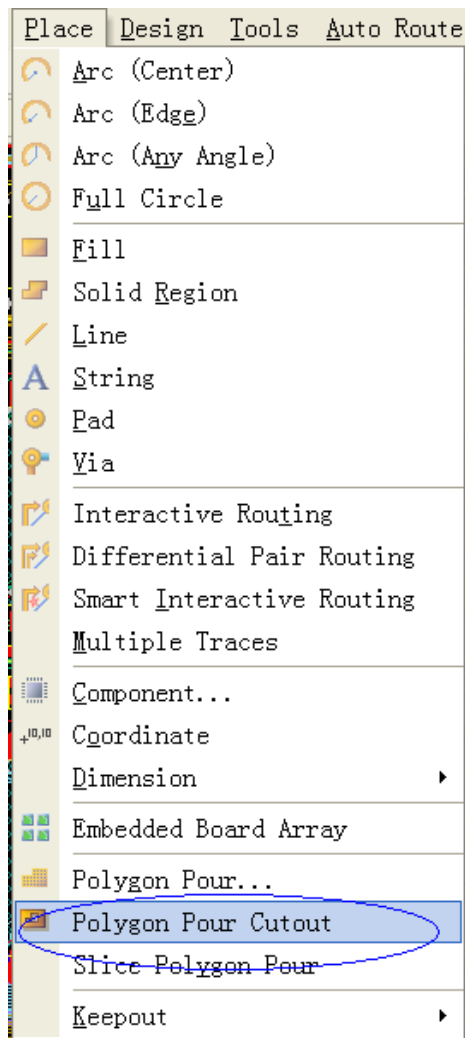 Place Design Tools Auto Route
Arc (Center)
Arc (Edge)
Arc (Any Angle)
Full Circle
Fill
Solid Region
Line
String
Pad
Via
Interactive Routing
Differential Pair Routing
Smart Interactive Routing
Multiple Traces
Component...
+10,10 Coordinate
Dimension
Embedded Board Array
Polygon Pour...
Polygon Pour Cutout
Slice Polygon Pour
Keepout